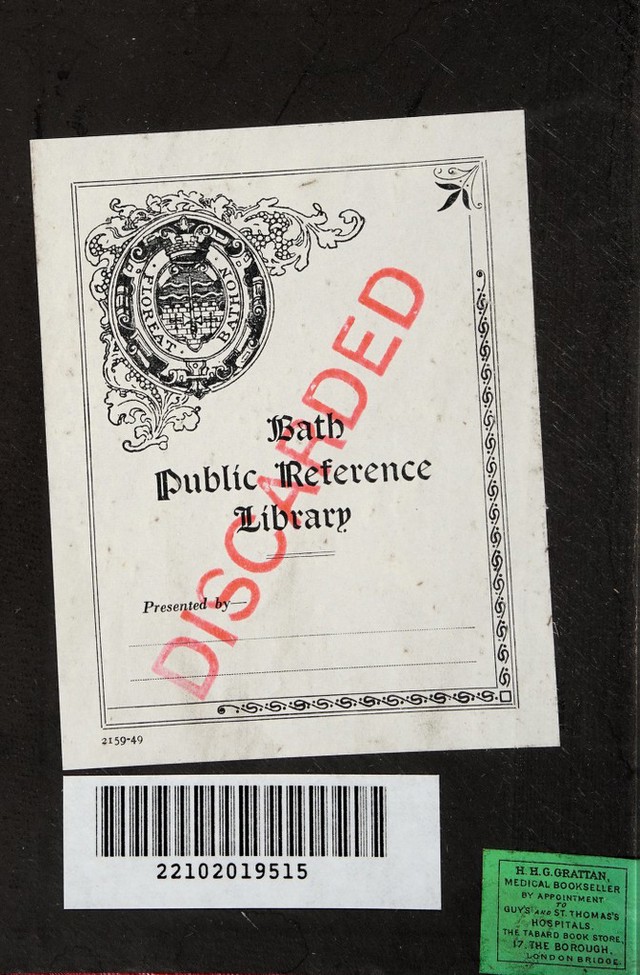 FLOREAT BATHON
Bath
Public Reference
Library
DISCARDED
Presented by—
2159-49
22102019515
H. H. G. GRATTAN,
MEDICAL BOOKSELLER
BY APPOINTMENT
TO
GUY'S AND ST. THOMAS'S
HOSPITALS.
THE TABARD BOOK STORE,
17, THE BOROUGH,
LONDON BRIDGE.